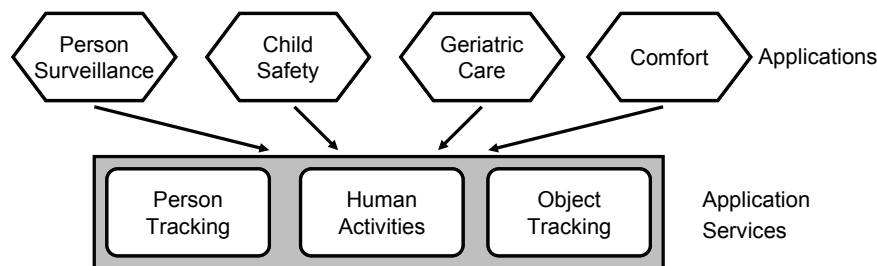 Person
Surveillance
Child
Safety
Geriatric
Care
Comfort
Applications
Person
Tracking
Human
Activities
Object
Tracking
Application
Services